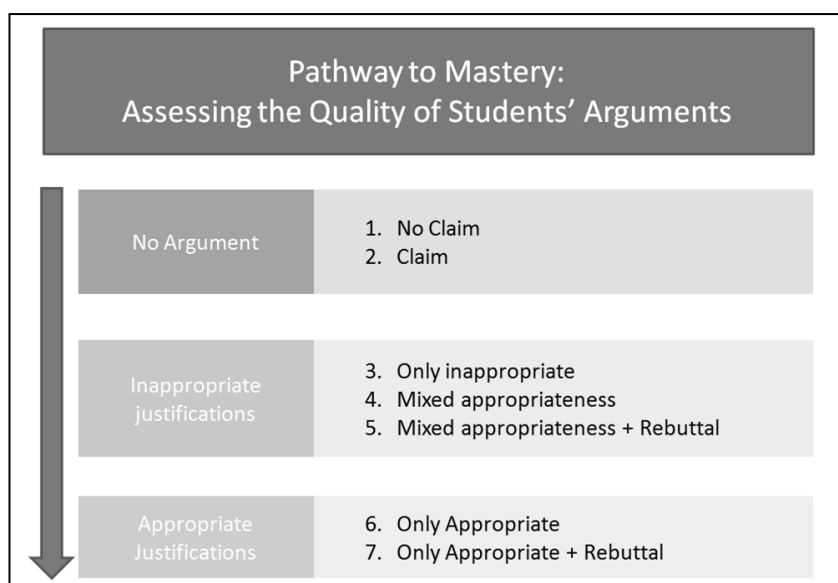 Pathway to Mastery:
Assessing the Quality of Students' Arguments
No Argument
1. No Claim
2. Claim
Inappropriate
justifications
3. Only inappropriate
4. Mixed appropriateness
5. Mixed appropriateness + Rebuttal
Appropriate
Justifications
6. Only Appropriate
7. Only Appropriate + Rebuttal